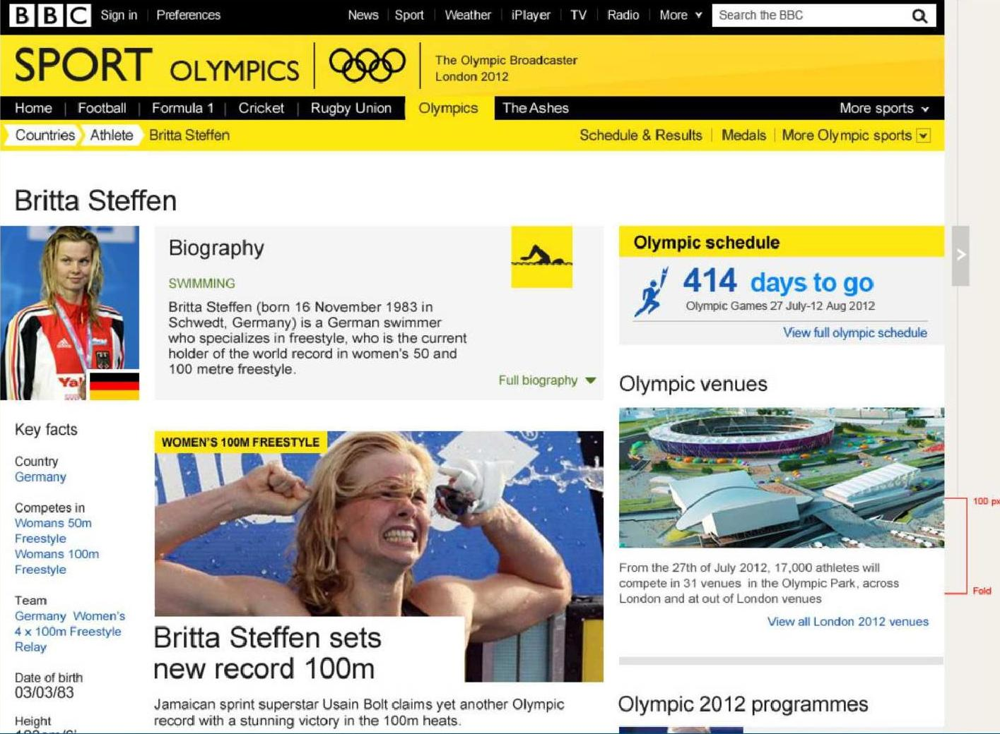 BBC Sign in Preferences News Sport Weather iPlayer TV Radio More Search the BBC
SPORT OLYMPICS
The Olympic Broadcaster
London 2012
Home Football Formula 1 Cricket Rugby Union Olympics The Ashes More sports
Countries Athlete Britta Steffen Schedule & Results Medals More Olympic sports
Britta Steffen
Biography
SWIMMING
Britta Steffen (born 16 November 1983 in
Schwedt, Germany) is a German swimmer
who specializes in freestyle, who is the current
holder of the world record in women's 50 and
100 metre freestyle.
Full biography
Olympic schedule
414 days to go
Olympic Games 27 July-12 Aug 2012
View full olympic schedule
Olympic venues
From the 27th of July 2012, 17,000 athletes will
compete in 31 venues in the Olympic Park, across
London and at out of London venues
View all London 2012 venues
Olympic 2012 programmes
100 px
Fold
Key facts
Country
Germany
Competes in
Womans 50m
Freestyle
Womans 100m
Freestyle
Team
Germany Women's
4 x 100m Freestyle
Relay
Date of birth
03/03/83
Height
WOMEN'S 100M FREESTYLE
Britta Steffen sets
new record 100m
Jamaican sprint superstar Usain Bolt claims yet another Olympic
record with a stunning victory in the 100m heats.